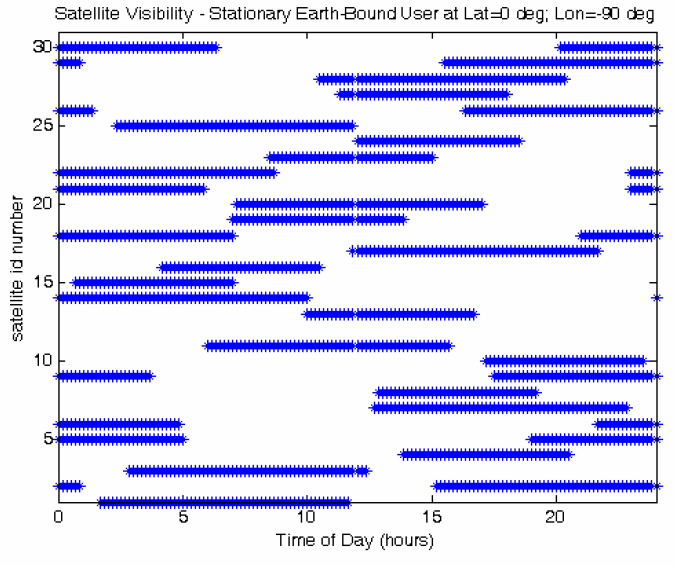 Satellite Visibility - Stationary Earth-Bound User at Lat=0 deg; Lon=-90 deg
30
25
20
15
10
5
satellite id number
0 5 10 15 20
Time of Day (hours)